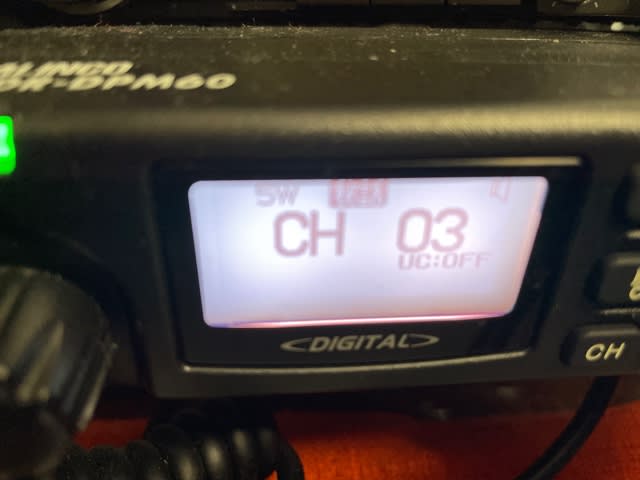 ALINCO
DR-DPM60
5W
CH 03
UC:OFF
DIGITAL
CH